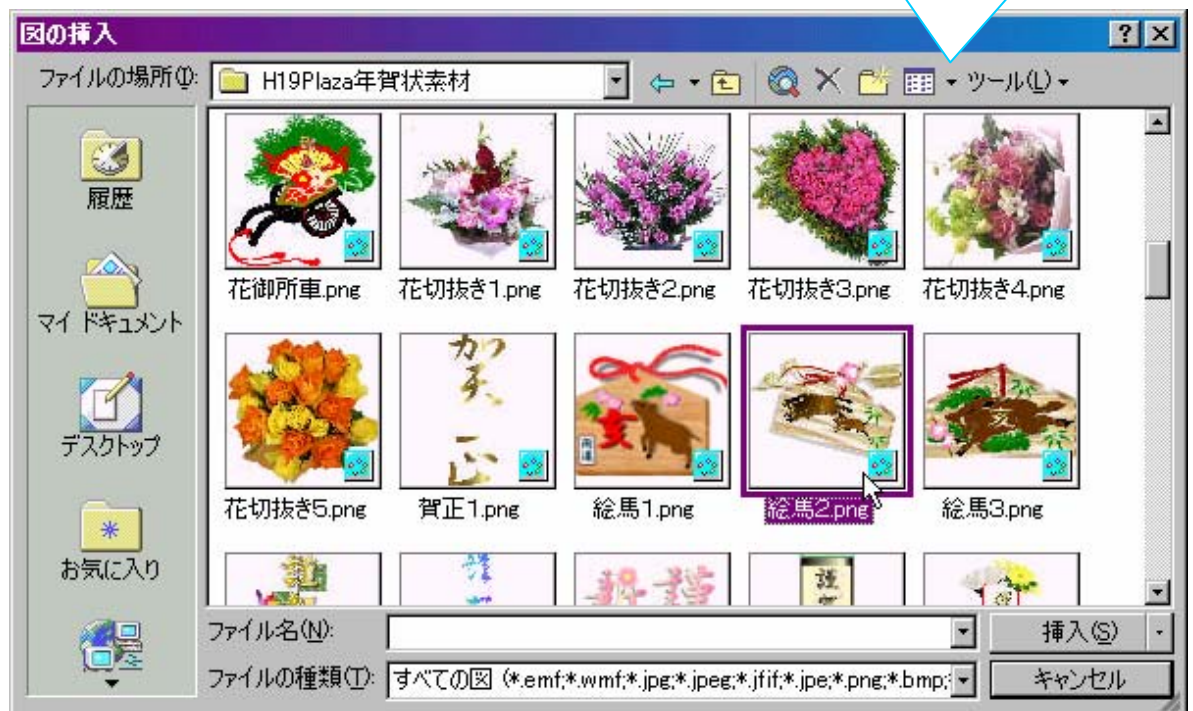 図の挿入
ファイルの場所(I):
H19Plaza年賀状素材
ツール(L)
履歴
マイ ドキュメント
デスクトップ
お気に入り
花御所車.png
花切抜き1.png
花切抜き2.png
花切抜き3.png
花切抜き4.png
賀
正
亥
亥
花切抜き5.png
賀正1.png
絵馬1.png
絵馬2.png
絵馬3.png
謹
ファイル名(N):
挿入(S)
ファイルの種類(T):
すべての図 (*.emf;*.wmf;*.jpg;*.jpeg;*.jfif;*.jpe;*.png;*.bmp;
キャンセル